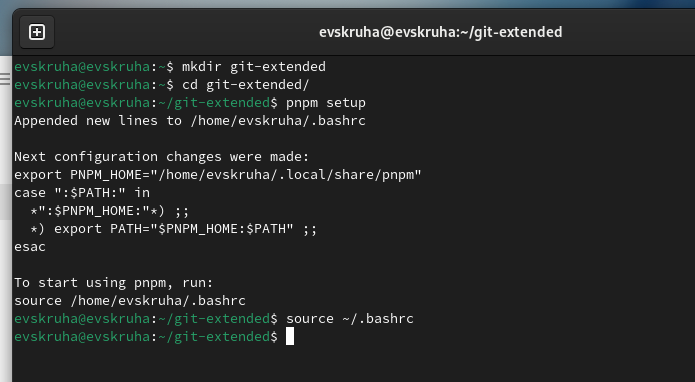 evskruha@evskruha:~/git-extended
evskruha@evskruha:~$ mkdir git-extended
evskruha@evskruha:~$ cd git-extended/
evskruha@evskruha:~/git-extended$ pnpm setup
Appended new lines to /home/evskruha/.bashrc

Next configuration changes were made:
export PNPM_HOME="/home/evskruha/.local/share/pnpm"
case ":$PATH:" in
  *":$PNPM_HOME:"*) ;;
  *) export PATH="$PNPM_HOME:$PATH" ;;
esac

To start using pnpm, run:
source /home/evskruha/.bashrc
evskruha@evskruha:~/git-extended$ source ~/.bashrc
evskruha@evskruha:~/git-extended$